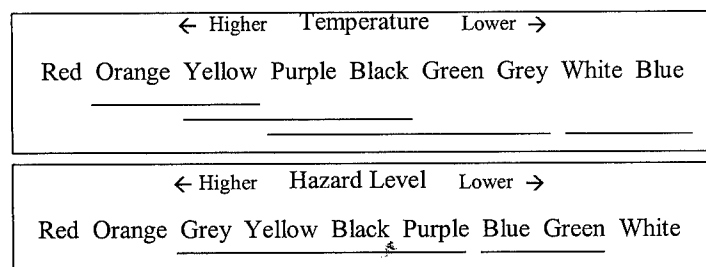 ← Higher Temperature Lower →
Red Orange Yellow Purple Black Green Grey White Blue
← Higher Hazard Level Lower →
Red Orange Grey Yellow Black Purple Blue Green White